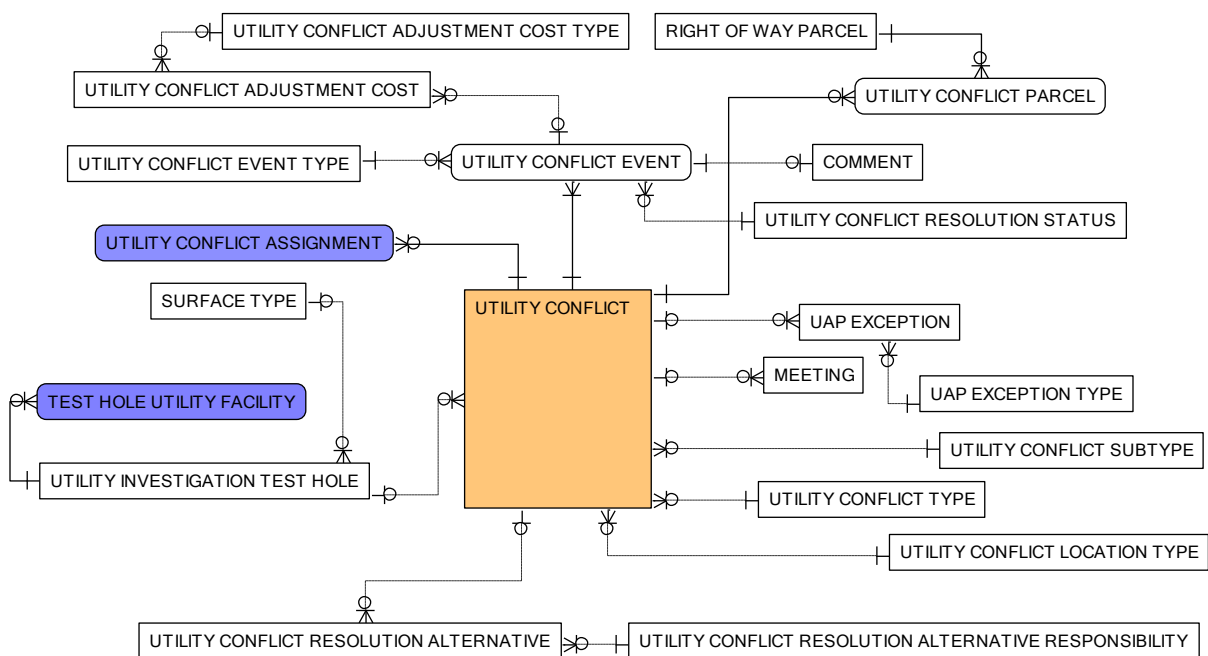 UTILITY CONFLICT ADJUSTMENT COST TYPE
RIGHT OF WAY PARCEL
UTILITY CONFLICT ADJUSTMENT COST
UTILITY CONFLICT PARCEL
UTILITY CONFLICT EVENT TYPE
UTILITY CONFLICT EVENT
COMMENT
UTILITY CONFLICT RESOLUTION STATUS
UTILITY CONFLICT ASSIGNMENT
SURFACE TYPE
UTILITY CONFLICT
UAP EXCEPTION
MEETING
UAP EXCEPTION TYPE
TEST HOLE UTILITY FACILITY
UTILITY CONFLICT SUBTYPE
UTILITY INVESTIGATION TEST HOLE
UTILITY CONFLICT TYPE
UTILITY CONFLICT LOCATION TYPE
UTILITY CONFLICT RESOLUTION ALTERNATIVE
UTILITY CONFLICT RESOLUTION ALTERNATIVE RESPONSIBILITY